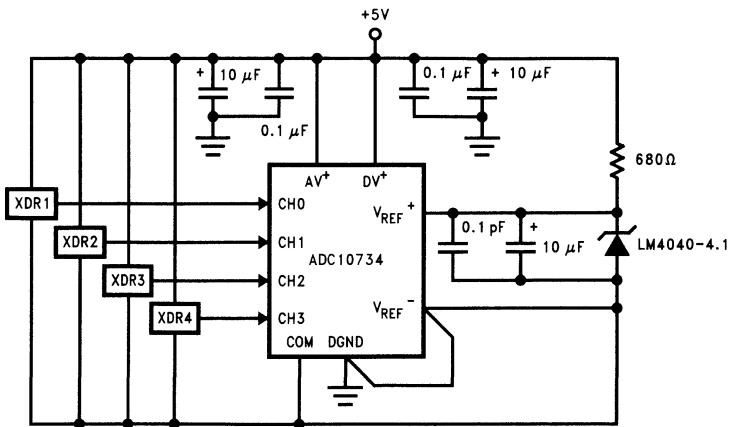 +5V
+ 10 μF
0.1 μF
0.1 μF
+ 10 μF
680Ω
AV+ DV+
XDR1
CH0
VREF+
XDR2
CH1
0.1 pF
+
10 μF
LM4040-4.1
ADC10734
XDR3
CH2
XDR4
CH3
VREF-
COM DGND